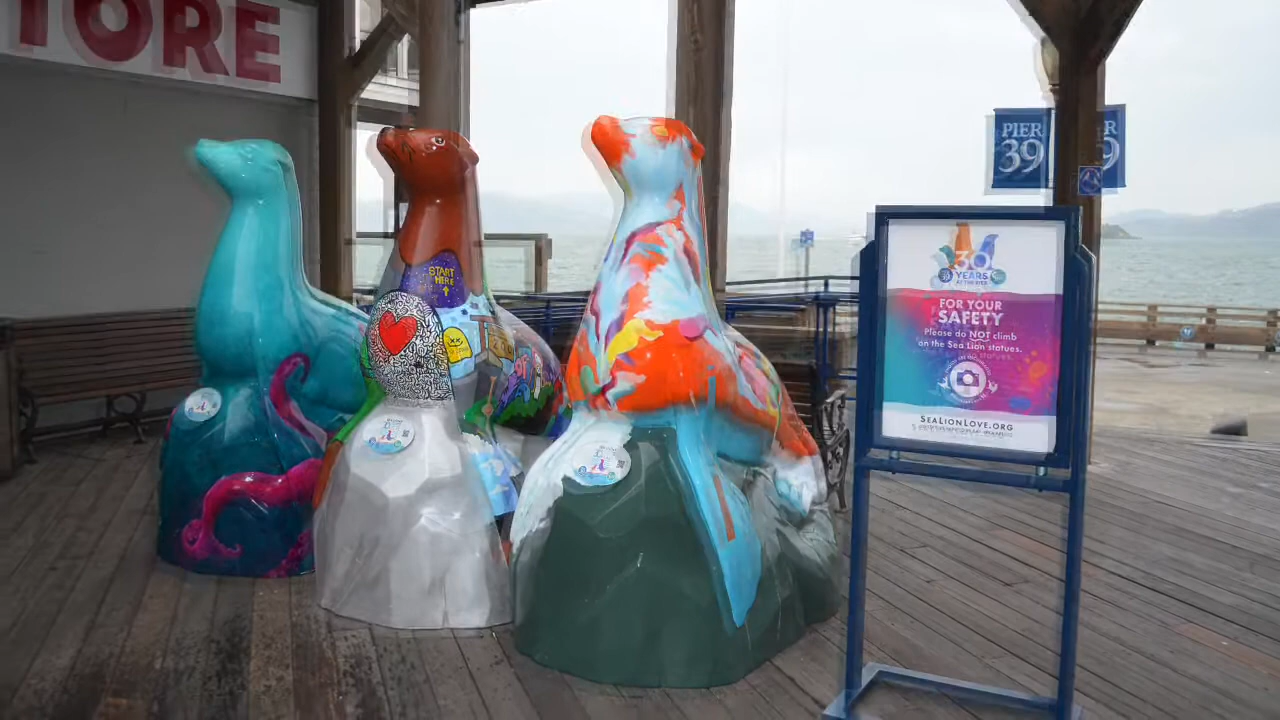 TORE
PIER
39
R
9
START
HERE
30
YEARS
AT THE PIER
FOR YOUR
SAFETY
Please do NOT climb
on the Sea Lion statues.
SEALIONLOVE.ORG